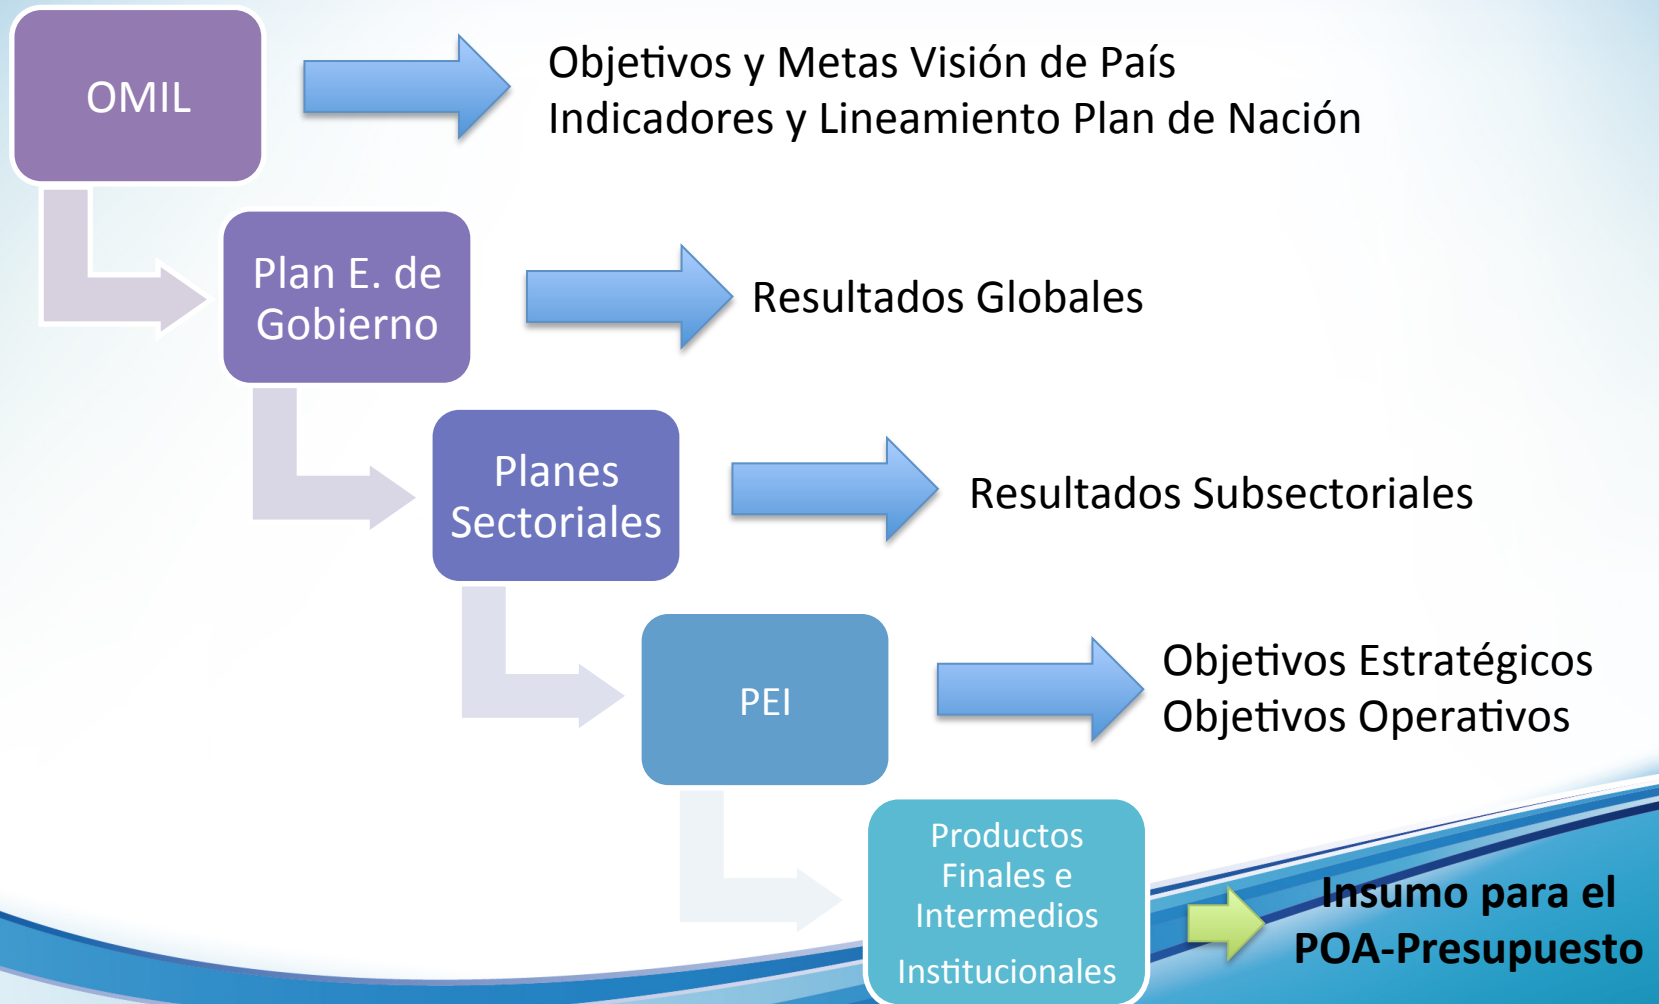 OMIL
Objetivos y Metas Visión de País
Indicadores y Lineamiento Plan de Nación
Plan E. de
Gobierno
Resultados Globales
Planes
Sectoriales
Resultados Subsectoriales
PEI
Objetivos Estratégicos
Objetivos Operativos
Productos
Finales e
Intermedios
Institucionales
Insumo para el
POA-Presupuesto